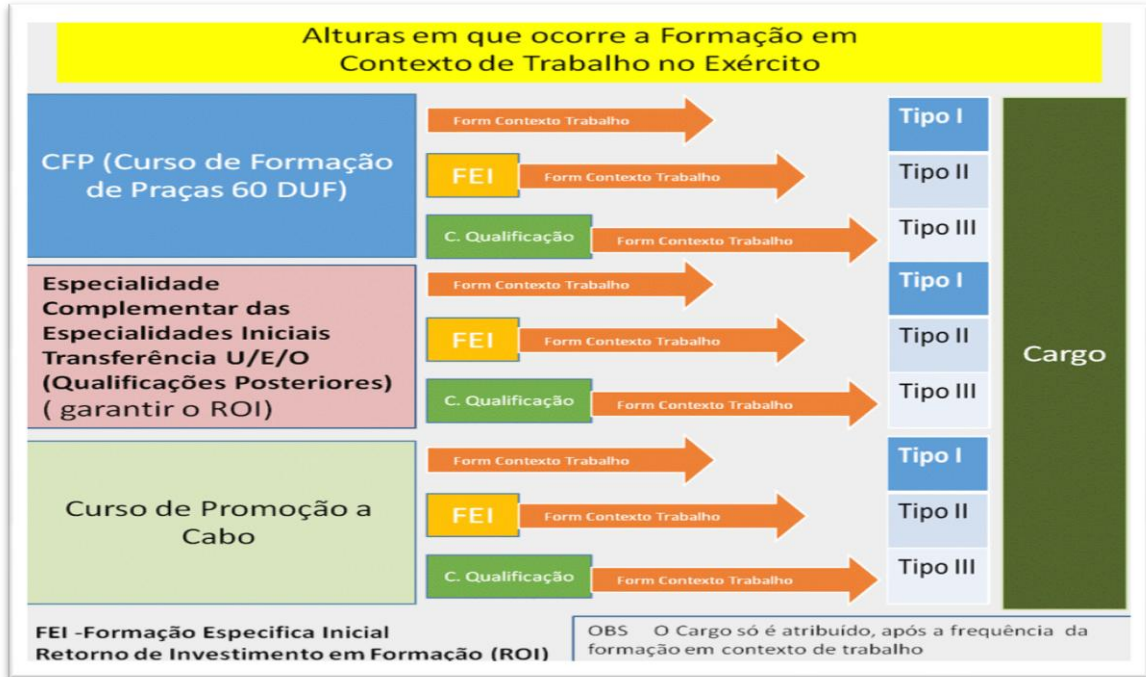 Alturas em que ocorre a Formação em
Contexto de Trabalho no Exército
CFP (Curso de Formação
de Praças 60 DUF)
Form Contexto Trabalho
Tipo I
FEI
Form Contexto Trabalho
Tipo II
C. Qualificação
Form Contexto Trabalho
Tipo III
Especialidade
Complementar das
Especialidades Iniciais
Transferência U/E/O
(Qualificações Posteriores)
( garantir o ROI)
Form Contexto Trabalho
Tipo I
FEI
Form Contexto Trabalho
Tipo II
C. Qualificação
Form Contexto Trabalho
Tipo III
Curso de Promoção a
Cabo
Form Contexto Trabalho
Tipo I
FEI
Form Contexto Trabalho
Tipo II
C. Qualificação
Form Contexto Trabalho
Tipo III
Cargo
FEI -Formação Especifica Inicial
Retorno de Investimento em Formação (ROI)
OBS O Cargo só é atribuído, após a frequência da
formação em contexto de trabalho